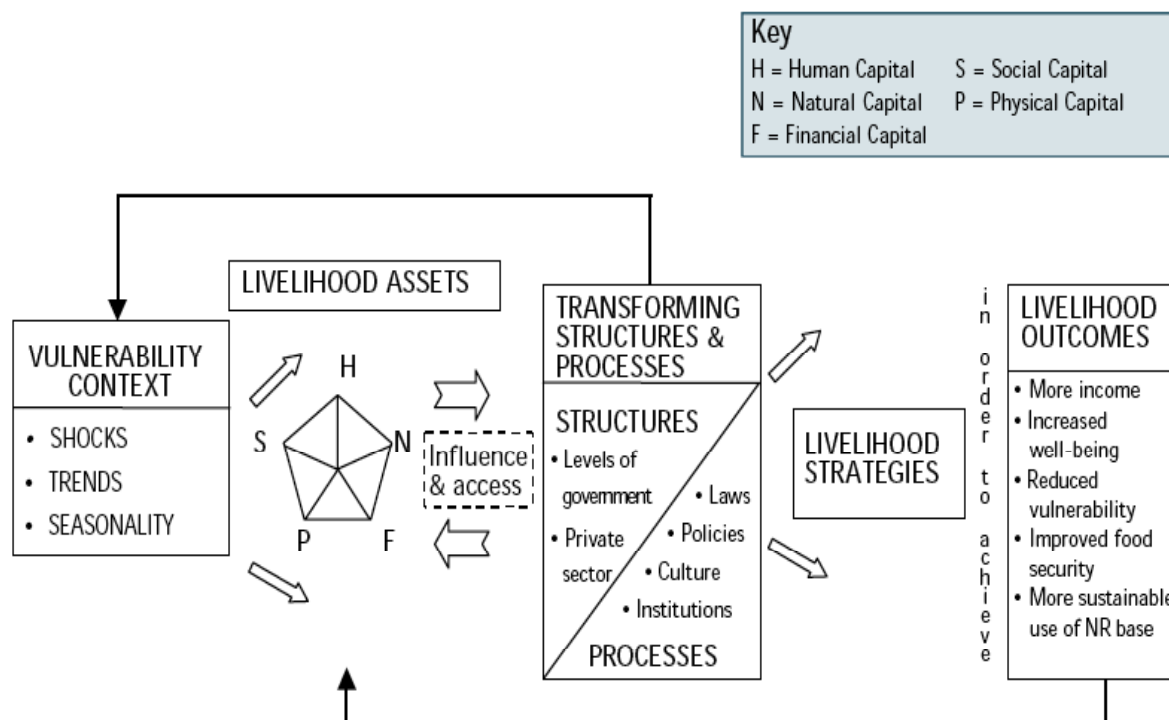 Key
H = Human Capital S = Social Capital
N = Natural Capital P = Physical Capital
F = Financial Capital
LIVELIHOOD ASSETS
VULNERABILITY
CONTEXT
• SHOCKS
• TRENDS
• SEASONALITY
H
S
N
P
F
Influence
& access
TRANSFORMING
STRUCTURES &
PROCESSES
STRUCTURES
• Levels of
government
• Private
sector
• Laws
• Policies
• Culture
• Institutions
PROCESSES
LIVELIHOOD
STRATEGIES
in order to achieve
LIVELIHOOD
OUTCOMES
• More income
• Increased
well-being
• Reduced
vulnerability
• Improved food
security
• More sustainable
use of NR base